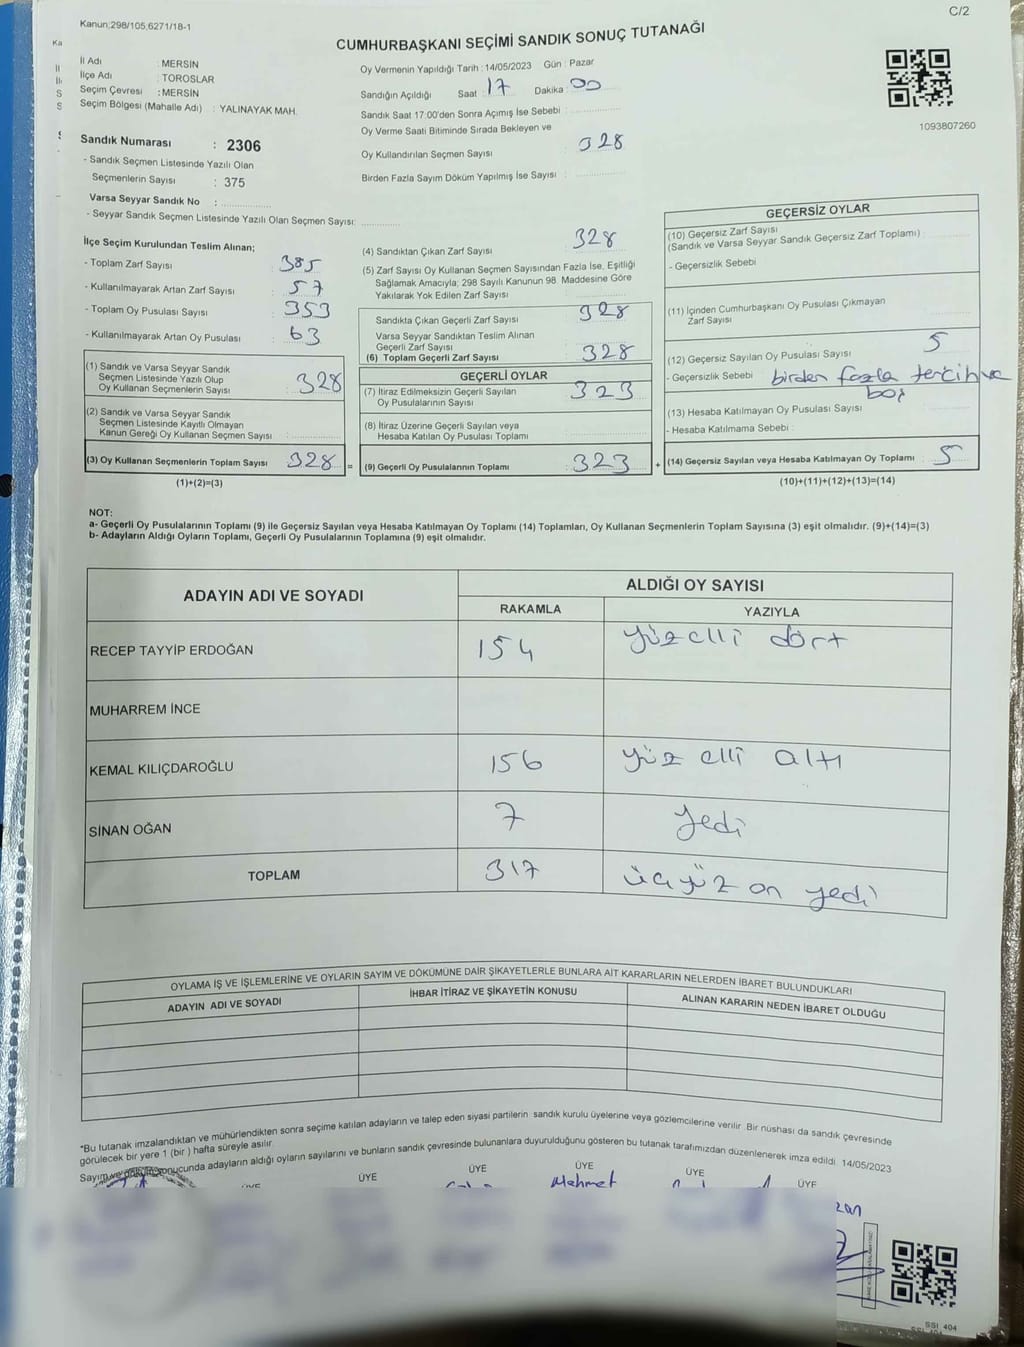 C/2
Kanun;298/105,6271/18-1
CUMHURBAŞKANI SEÇİMİ SANDIK SONUÇ TUTANAĞI
İl Adı : MERSİN
İlçe Adı : TOROSLAR
Seçim Çevresi : MERSİN
Seçim Bölgesi (Mahalle Adı) : YALINAYAK MAH.
Oy Vermenin Yapıldığı Tarih : 14/05/2023 Gün : Pazar
Sandığın Açıldığı Saat : 17 Dakika : 00
Sandık Saat 17:00'den Sonra Açımış İse Sebebi :
Oy Verme Saati Bitiminde Sırada Bekleyen ve
Oy Kullandırılan Seçmen Sayısı : 328
Birden Fazla Sayım Döküm Yapılmış İse Sayısı :
1093807260
Sandık Numarası : 2306
- Sandık Seçmen Listesinde Yazılı Olan
Seçmenlerin Sayısı : 375
Varsa Seyyar Sandık No :
- Seyyar Sandık Seçmen Listesinde Yazılı Olan Seçmen Sayısı:
İlçe Seçim Kurulundan Teslim Alınan;
- Toplam Zarf Sayısı : 385
- Kullanılmayarak Artan Zarf Sayısı : 57
- Toplam Oy Pusulası Sayısı : 353
- Kullanılmayarak Artan Oy Pusulası : 63
(1) Sandık ve Varsa Seyyar Sandık
Seçmen Listesinde Yazılı Olup
Oy Kullanan Seçmenlerin Sayısı : 328
(2) Sandık ve Varsa Seyyar Sandık
Seçmen Listesinde Kayıtlı Olmayan
Kanun Gereği Oy Kullanan Seçmen Sayısı :
(3) Oy Kullanan Seçmenlerin Toplam Sayısı : 328 =
(1)+(2)=(3)
(4) Sandıktan Çıkan Zarf Sayısı : 328
(5) Zarf Sayısı Oy Kullanan Seçmen Sayısından Fazla İse, Eşitliği
Sağlamak Amacıyla; 298 Sayılı Kanunun 98. Maddesine Göre
Yakılarak Yok Edilen Zarf Sayısı :
Sandıkta Çıkan Geçerli Zarf Sayısı : 328
Varsa Seyyar Sandıktan Teslim Alınan
Geçerli Zarf Sayısı :
(6) Toplam Geçerli Zarf Sayısı : 328
GEÇERLİ OYLAR
(7) İtiraz Edilmeksizin Geçerli Sayılan
Oy Pusulalarının Sayısı : 323
(8) İtiraz Üzerine Geçerli Sayılan veya
Hesaba Katılan Oy Pusulası Toplamı :
(9) Geçerli Oy Pusulalarının Toplamı : 323 +
GEÇERSİZ OYLAR
(10) Geçersiz Zarf Sayısı
(Sandık ve Varsa Seyyar Sandık Geçersiz Zarf Toplamı) :
- Geçersizlik Sebebi :
(11) İçinden Cumhurbaşkanı Oy Pusulası Çıkmayan
Zarf Sayısı :
(12) Geçersiz Sayılan Oy Pusulası Sayısı : 5
- Geçersizlik Sebebi : birden fazla tercih ve
boş
(13) Hesaba Katılmayan Oy Pusulası Sayısı :
- Hesaba Katılmama Sebebi :
(14) Geçersiz Sayılan veya Hesaba Katılmayan Oy Toplamı : 5
(10)+(11)+(12)+(13)=(14)
NOT:
a- Geçerli Oy Pusulalarının Toplamı (9) ile Geçersiz Sayılan veya Hesaba Katılmayan Oy Toplamı (14) Toplamları, Oy Kullanan Seçmenlerin Toplam Sayısına (3) eşit olmalıdır. (9)+(14)=(3)
b- Adayların Aldığı Oyların Toplamı, Geçerli Oy Pusulalarının Toplamına (9) eşit olmalıdır.
ADAYIN ADI VE SOYADI ALDIĞI OY SAYISI
RAKAMLA YAZIYLA
RECEP TAYYİP ERDOĞAN 154 yüzelli dört
MUHARREM İNCE
KEMAL KILIÇDAROĞLU 156 yüz elli altı
SİNAN OĞAN 7 yedi
TOPLAM 317 üçyüz on yedi
OYLAMA İŞ VE İŞLEMLERİNE VE OYLARIN SAYIM VE DÖKÜMÜNE DAİR ŞİKAYETLERLE BUNLARA AİT KARARLARIN NELERDEN İBARET BULUNDUKLARI
ADAYIN ADI VE SOYADI İHBAR İTİRAZ VE ŞİKAYETİN KONUSU ALINAN KARARIN NEDEN İBARET OLDUĞU
*Bu tutanak imzalandıktan ve mühürlendikten sonra seçime katılan adayların ve talep eden siyasi partilerin sandık kurulu üyelerine veya gözlemcilerine verilir. Bir nüshası da sandık çevresinde
görülecek bir yere 1 (bir ) hafta süreyle asılır.
Sayım ve döküm sonucunda adayların aldığı oyların sayılarını ve bunların sandık çevresinde bulunanlara duyurulduğunu gösteren bu tutanak tarafımızdan düzenlenerek imza edildi. 14/05/2023
ÜYE ÜYE ÜYE ÜYE ÜYE ÜYE
Mahmet
SSI 404